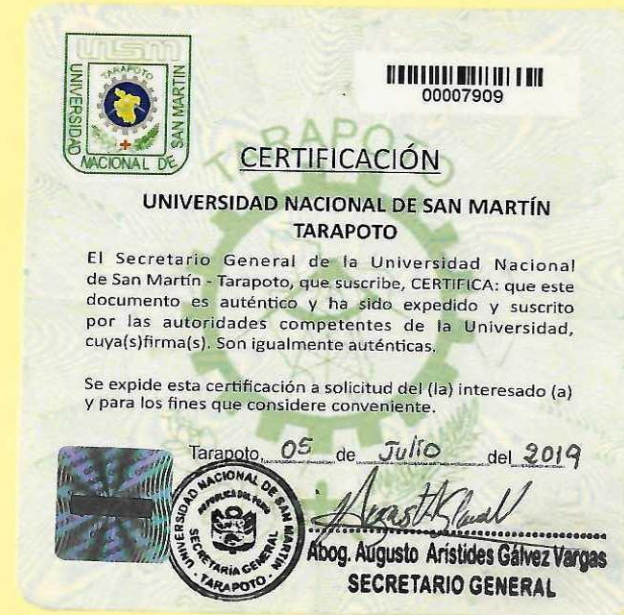 UNSM
TARAPOTO
UNIVERSIDAD
NACIONAL DE
SAN MARTIN
00007909
TARAPOTO
CERTIFICACIÓN
UNIVERSIDAD NACIONAL DE SAN MARTÍN
TARAPOTO
El Secretario General de la Universidad Nacional
de San Martín - Tarapoto, que suscribe, CERTIFICA: que este
documento es auténtico y ha sido expedido y suscrito
por las autoridades competentes de la Universidad,
cuya(s)firma(s). Son igualmente auténticas.
Se expide esta certificación a solicitud del (la) interesado (a)
y para los fines que considere conveniente.
Tarapoto, 05 de Julio del 2019
UNIVERSIDAD NACIONAL DE SAN MARTIN
REPUBLICA DEL PERU
SECRETARIA GENERAL
- TARAPOTO -
Abog. Augusto Arístides Gálvez Vargas
SECRETARIO GENERAL